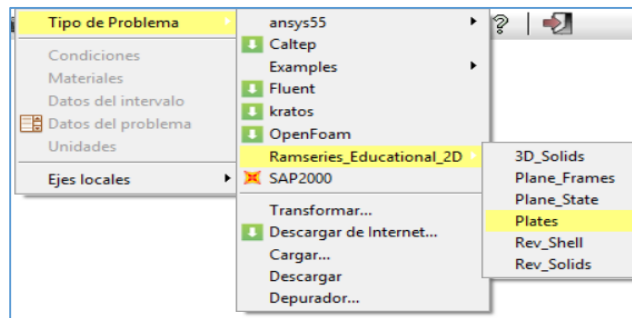 Tipo de Problema
Condiciones
Materiales
Datos del intervalo
Datos del problema
Unidades
Ejes locales
ansys55
Caltep
Examples
Fluent
kratos
OpenFoam
Ramseries_Educational_2D
SAP2000
Transformar...
Descargar de Internet...
Cargar...
Descargar
Depurador...
3D_Solids
Plane_Frames
Plane_State
Plates
Rev_Shell
Rev_Solids